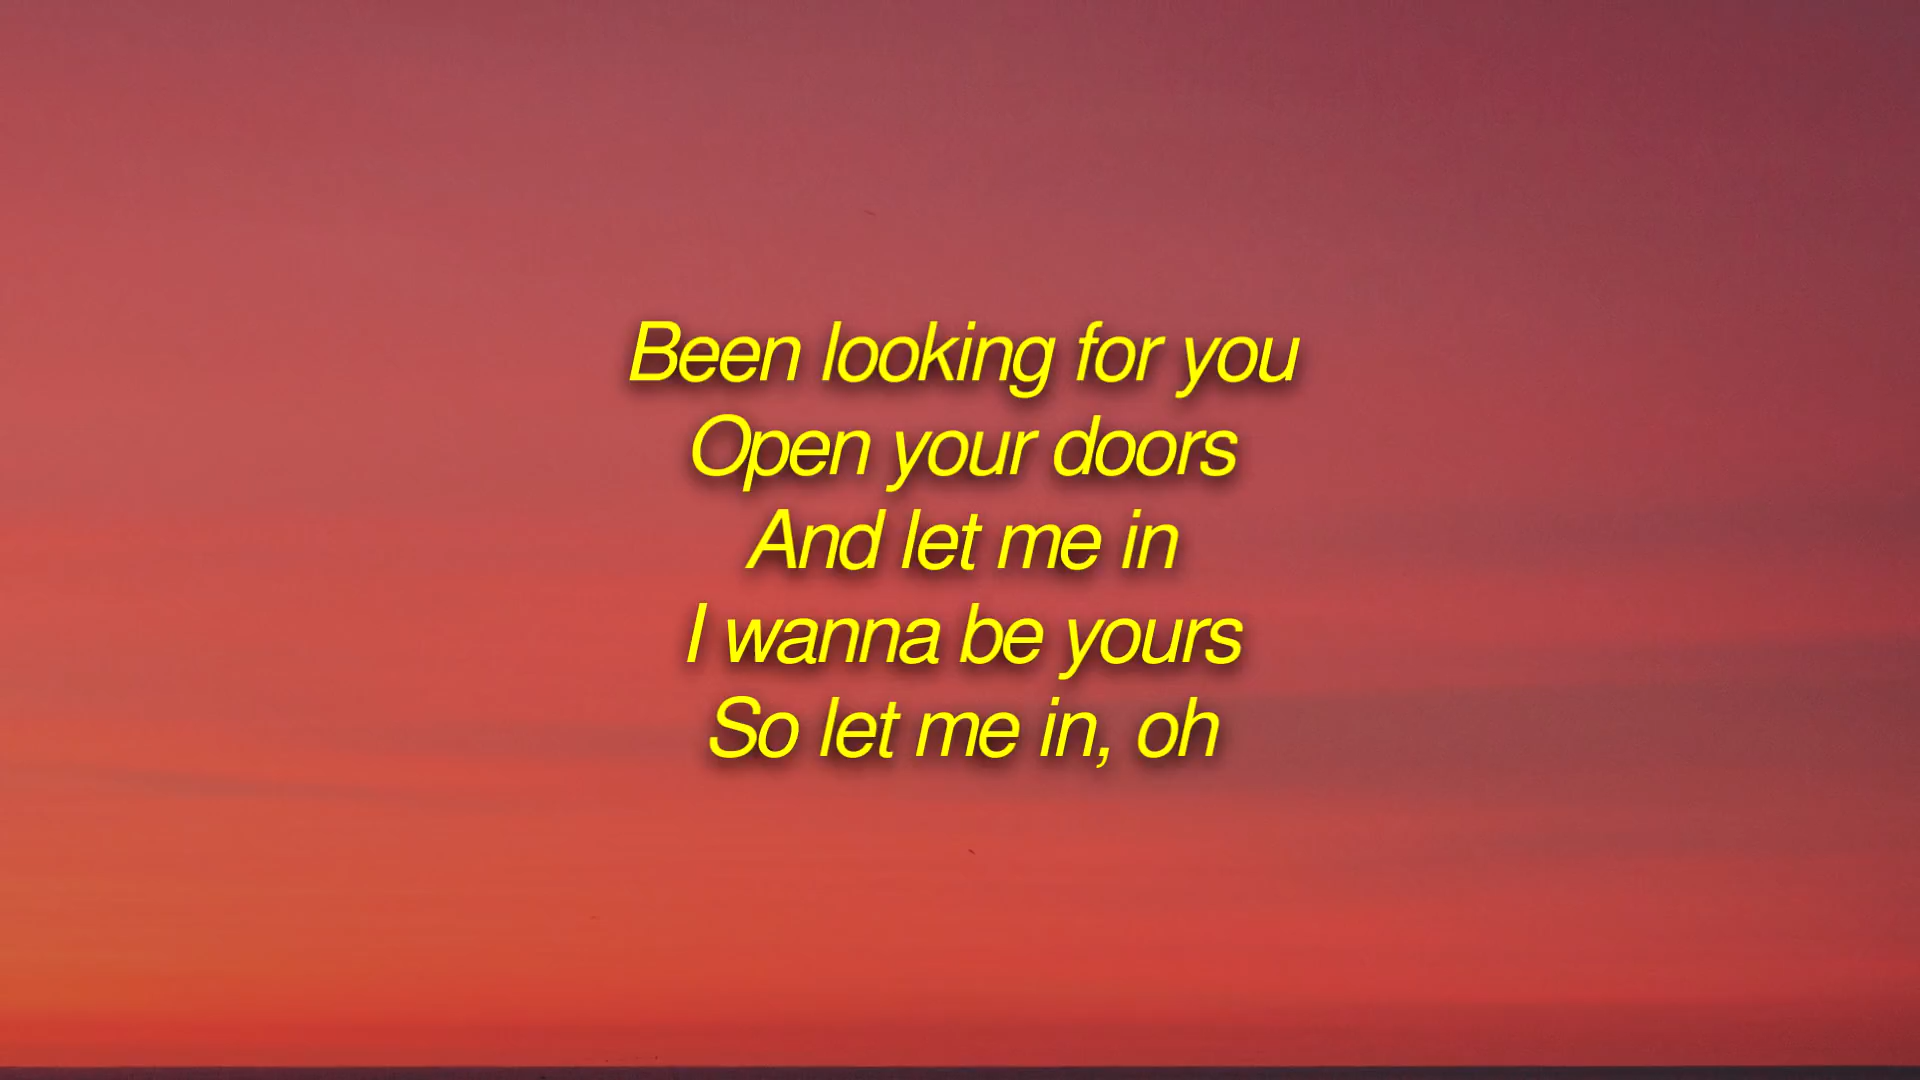 Been looking for you
Open your doors
And let me in
I wanna be yours
So let me in, oh